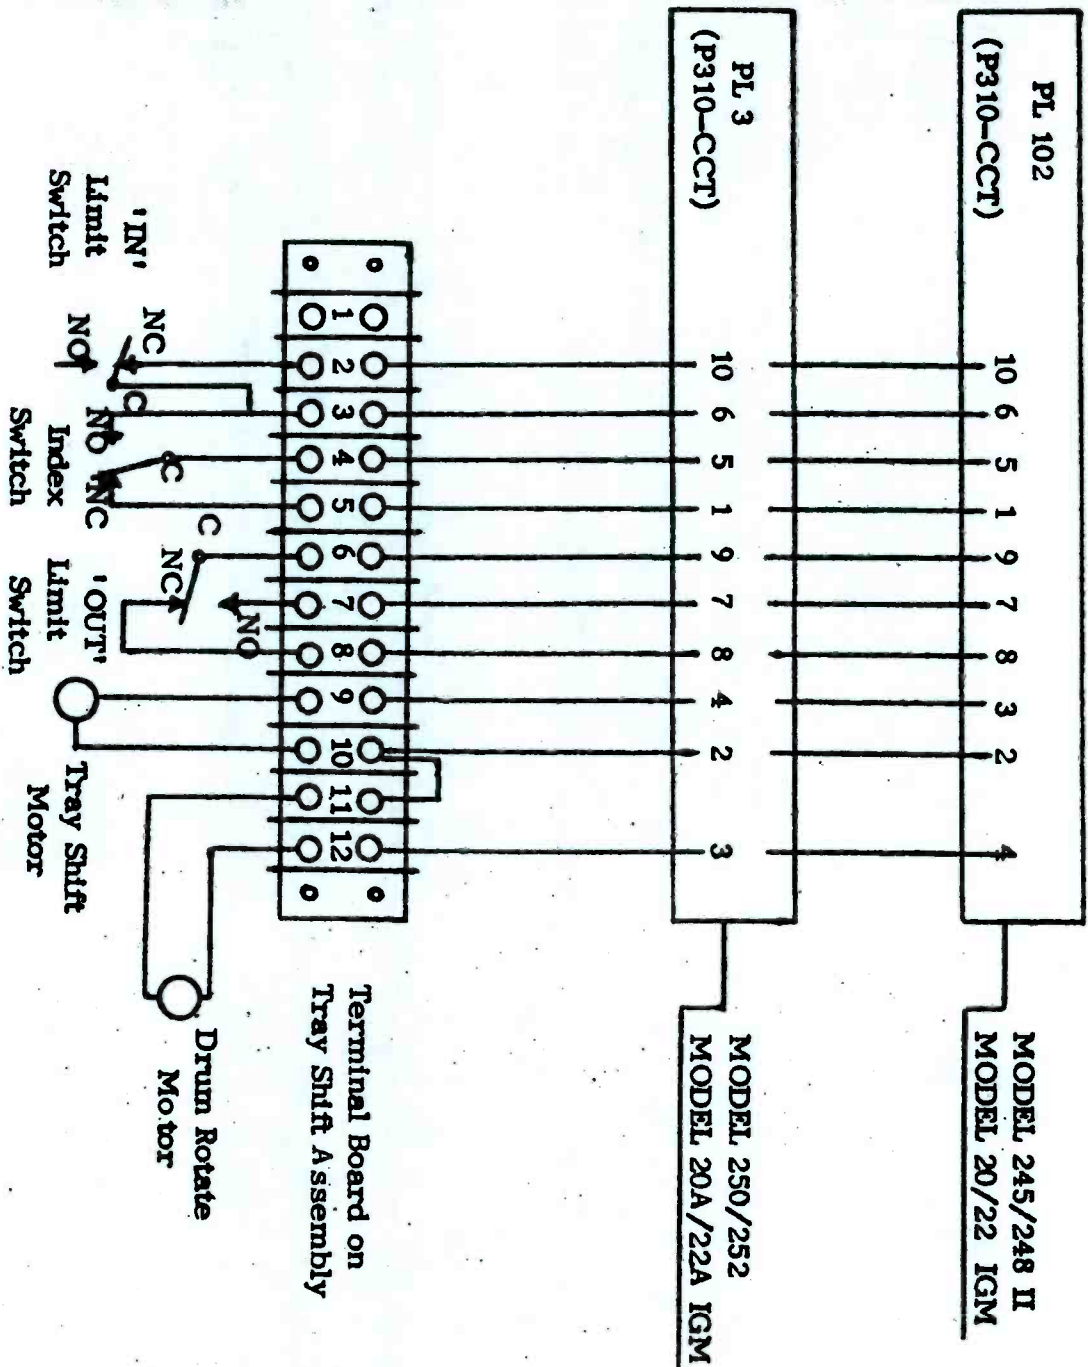 PL 102
(P310-CCT)
10 6 5 1 9 7 8 3 2 4
MODEL 245/248 II
MODEL 20/22 IGM
PL 3
(P310-CCT)
10 6 5 1 9 7 8 4 2 3
MODEL 250/252
MODEL 20A/22A IGM
1 2 3 4 5 6 7 8 9 10 11 12
Terminal Board on
Tray Shift Assembly
'IN'
Limit
Switch
NC
NO
C
NO
C
NC
Index
Switch
C
NC
NO
'OUT'
Limit
Switch
Tray Shift
Motor
Drum Rotate
Motor